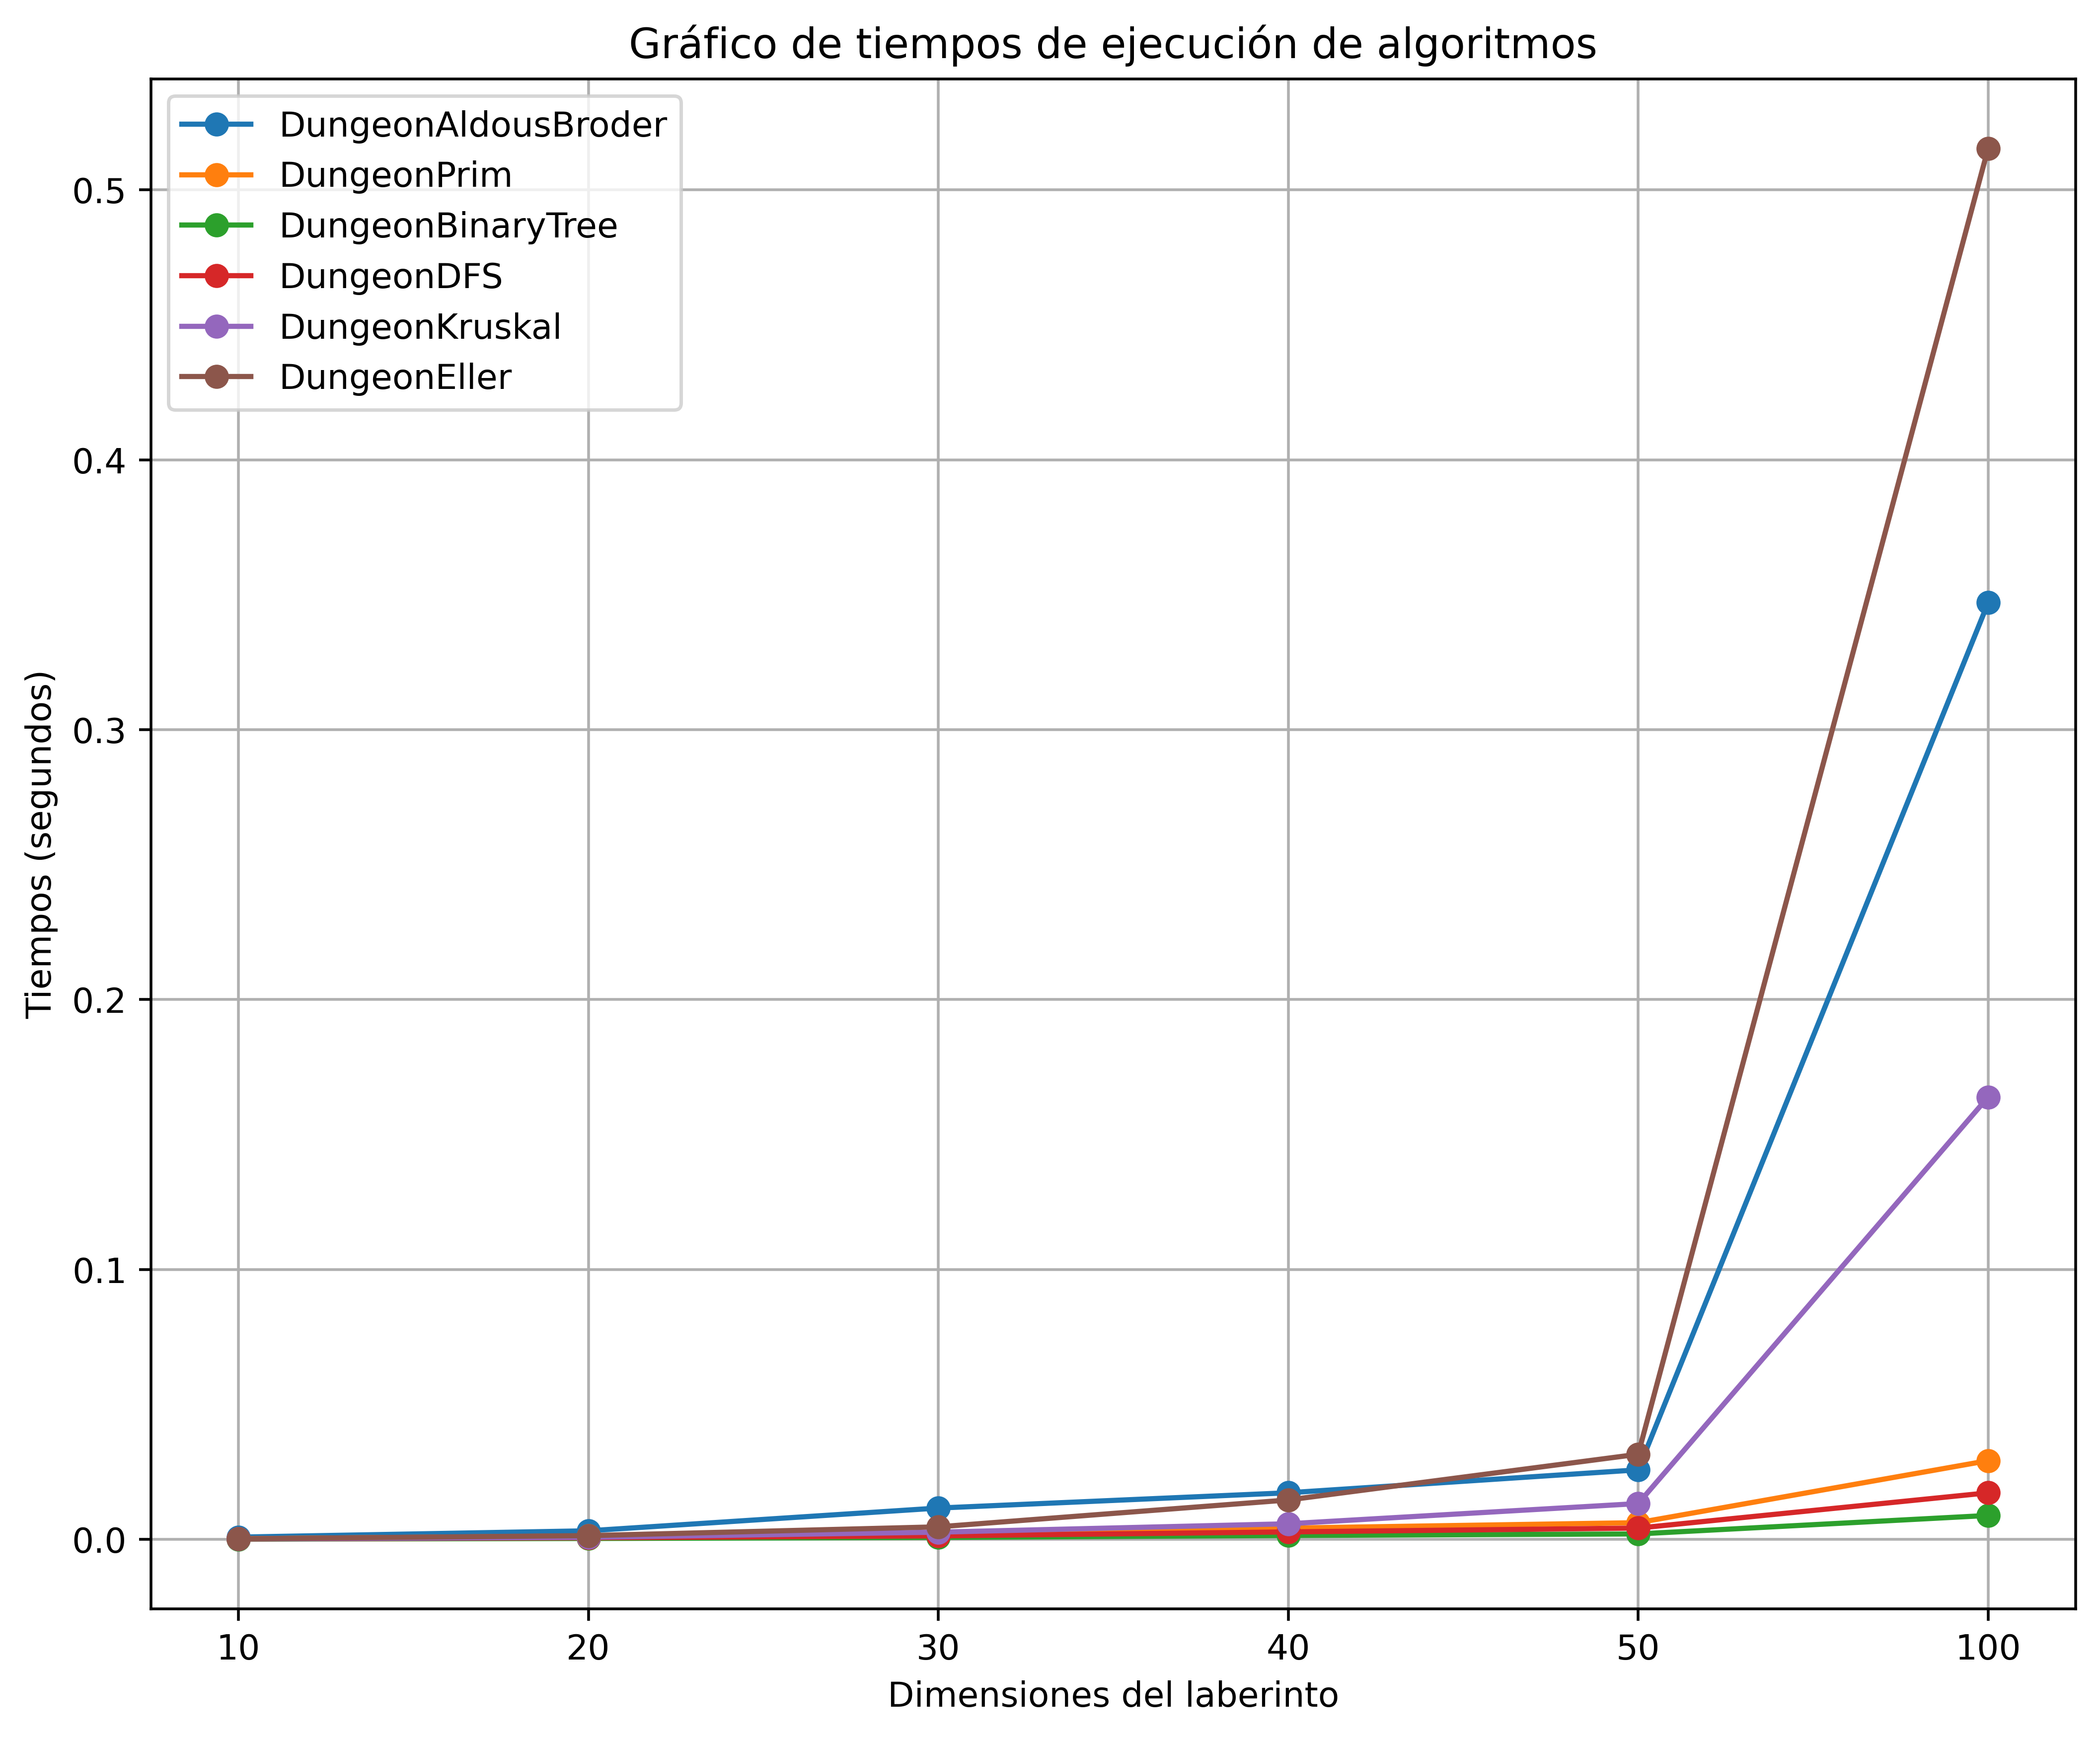 Gráfico de tiempos de ejecución de algoritmos
DungeonAldousBroder
DungeonPrim
DungeonBinaryTree
DungeonDFS
DungeonKruskal
DungeonEller
Tiempos (segundos)
0.5
0.4
0.3
0.2
0.1
0.0
10 20 30 40 50 100
Dimensiones del laberinto